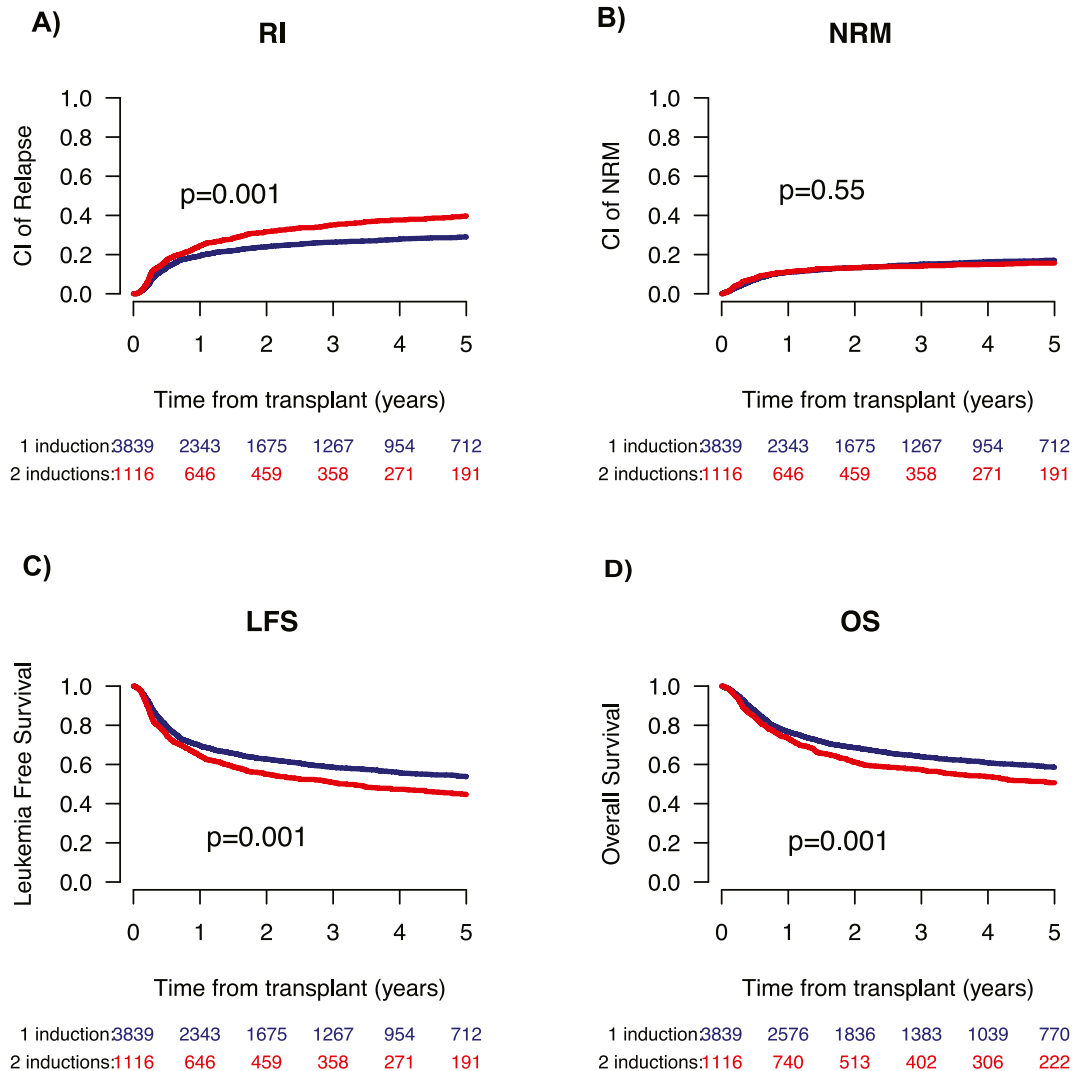 A)
RI
CI of Relapse
1.0
0.8
0.6
0.4
0.2
0.0
p=0.001
0 1 2 3 4 5
Time from transplant (years)
1 induction:3839 2343 1675 1267 954 712
2 inductions:1116 646 459 358 271 191
B)
NRM
CI of NRM
1.0
0.8
0.6
0.4
0.2
0.0
p=0.55
0 1 2 3 4 5
Time from transplant (years)
1 induction:3839 2343 1675 1267 954 712
2 inductions:1116 646 459 358 271 191
C)
LFS
Leukemia Free Survival
1.0
0.8
0.6
0.4
0.2
0.0
p=0.001
0 1 2 3 4 5
Time from transplant (years)
1 induction:3839 2343 1675 1267 954 712
2 inductions:1116 646 459 358 271 191
D)
OS
Overall Survival
1.0
0.8
0.6
0.4
0.2
0.0
p=0.001
0 1 2 3 4 5
Time from transplant (years)
1 induction:3839 2576 1836 1383 1039 770
2 inductions:1116 740 513 402 306 222